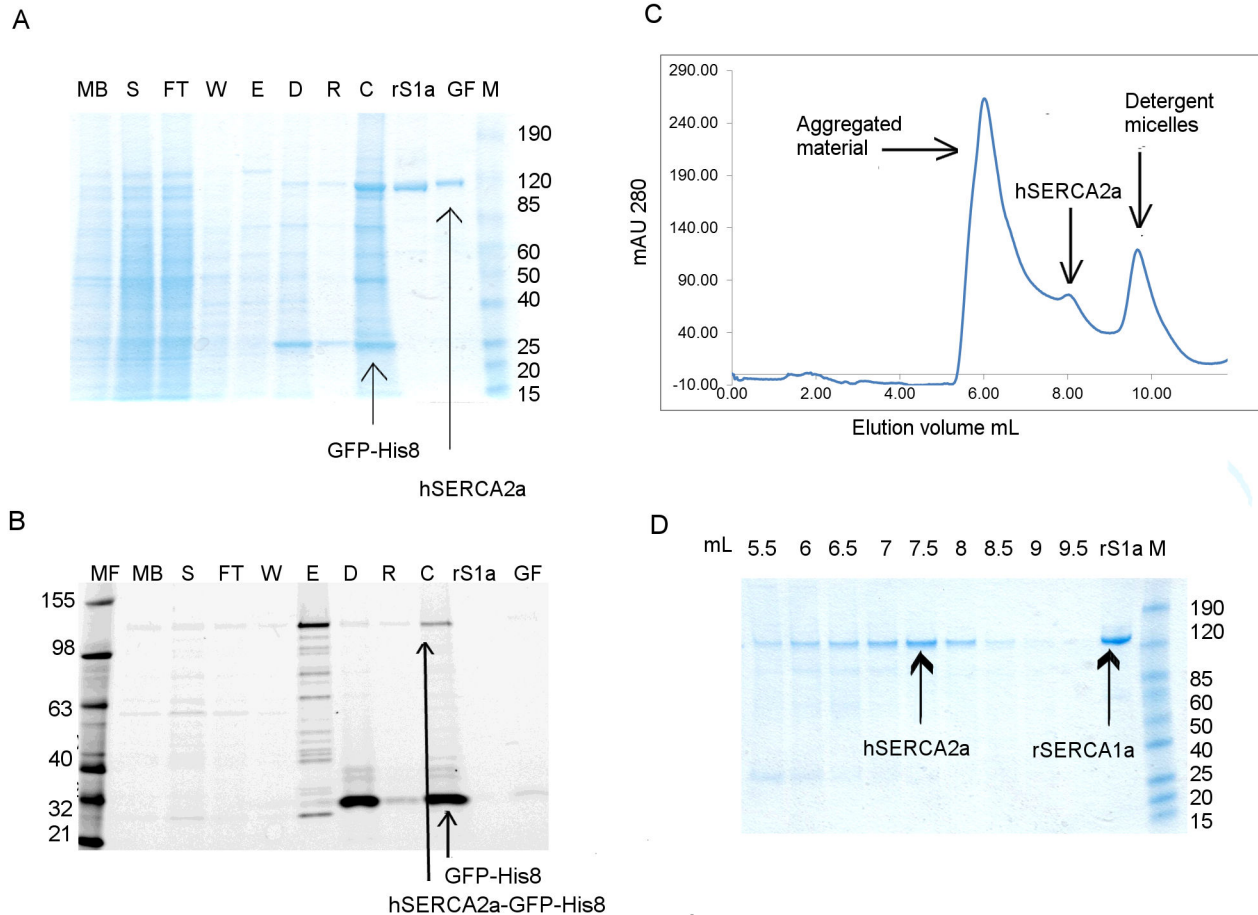 A
MB S FT W E D R C rS1a GF M
190
120
85
60
50
40
25
20
15
GFP-His8
hSERCA2a
B
MF MB S FT W E D R C rS1a GF
155
98
63
40
32
21
GFP-His8
hSERCA2a-GFP-His8
C
290.00
240.00
190.00
140.00
90.00
40.00
-10.00
mAU 280
Aggregated
material
hSERCA2a
Detergent
micelles
0.00 2.00 4.00 6.00 8.00 10.00
Elution volume mL
D
mL 5.5 6 6.5 7 7.5 8 8.5 9 9.5 rS1a M
190
120
85
60
50
40
25
20
15
hSERCA2a
rSERCA1a